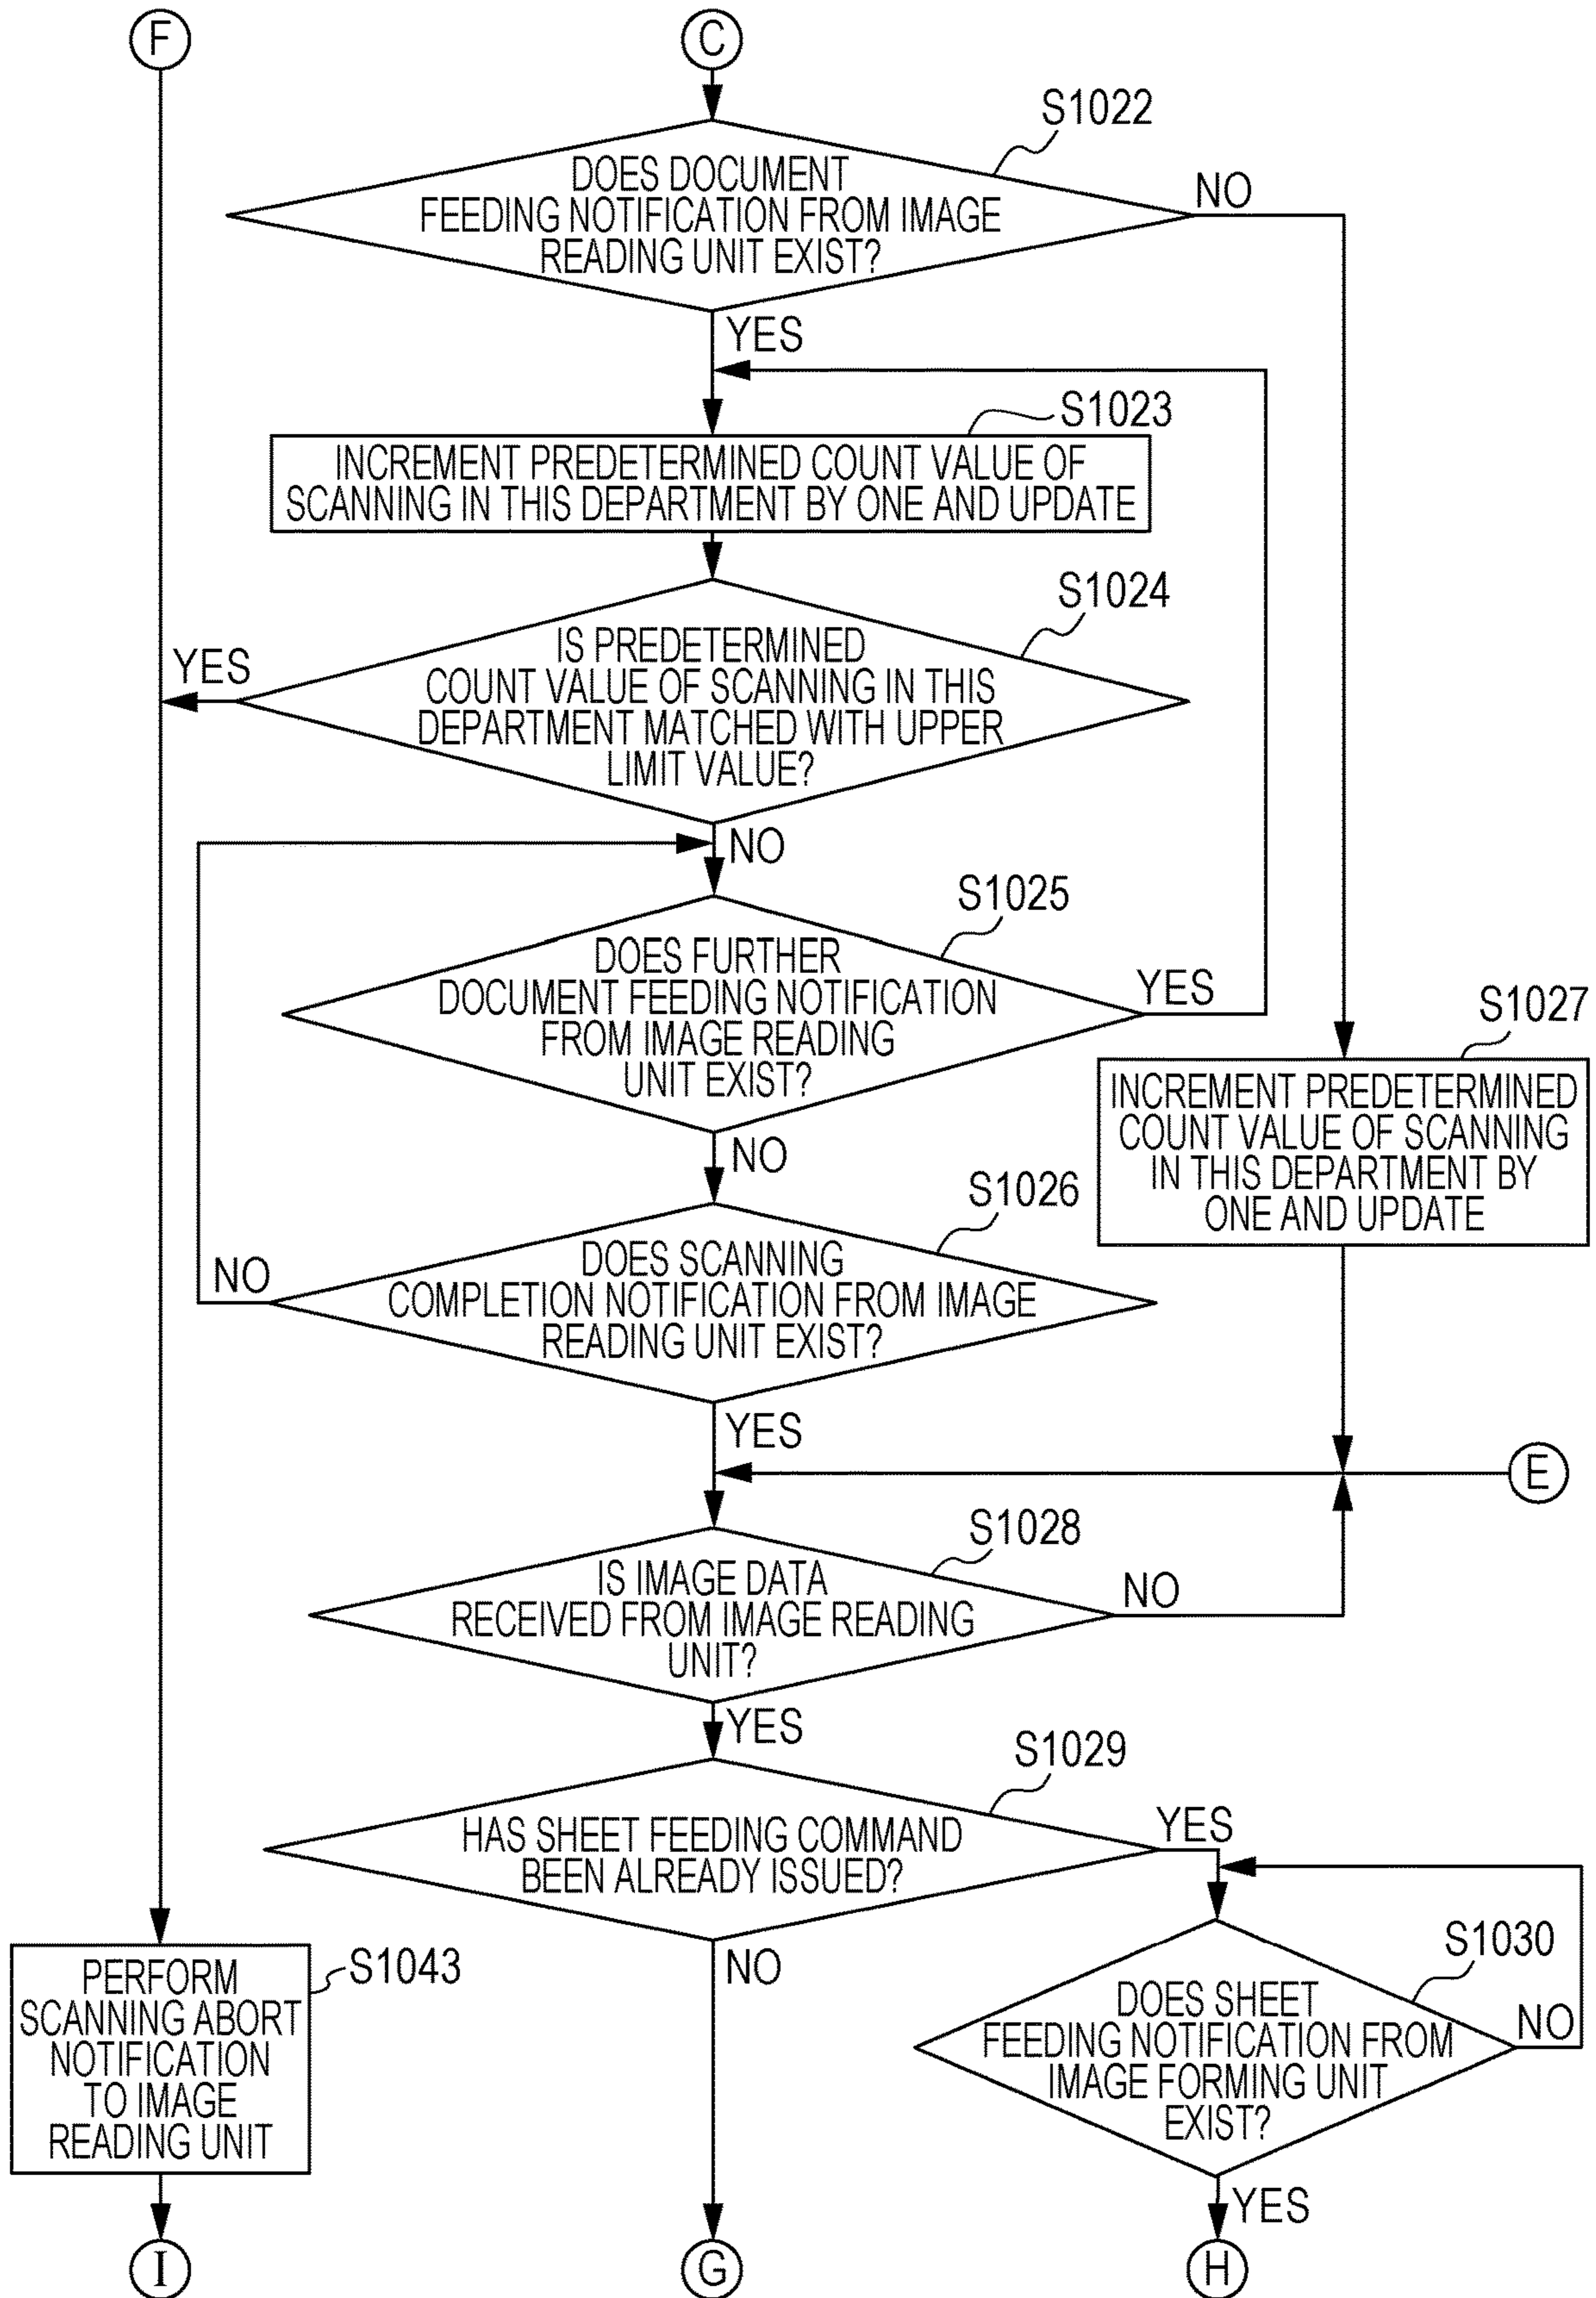 F
C
S1022
DOES DOCUMENT
FEEDING NOTIFICATION FROM IMAGE
READING UNIT EXIST?
NO
YES
S1023
INCREMENT PREDETERMINED COUNT VALUE OF
SCANNING IN THIS DEPARTMENT BY ONE AND UPDATE
S1024
IS PREDETERMINED
COUNT VALUE OF SCANNING IN THIS
DEPARTMENT MATCHED WITH UPPER
LIMIT VALUE?
YES
NO
S1025
DOES FURTHER
DOCUMENT FEEDING NOTIFICATION
FROM IMAGE READING
UNIT EXIST?
YES
NO
S1027
INCREMENT PREDETERMINED
COUNT VALUE OF SCANNING
IN THIS DEPARTMENT BY
ONE AND UPDATE
S1026
DOES SCANNING
COMPLETION NOTIFICATION FROM IMAGE
READING UNIT EXIST?
NO
YES
E
S1028
IS IMAGE DATA
RECEIVED FROM IMAGE READING
UNIT?
NO
YES
S1029
HAS SHEET FEEDING COMMAND
BEEN ALREADY ISSUED?
YES
NO
S1030
DOES SHEET
FEEDING NOTIFICATION FROM
IMAGE FORMING UNIT
EXIST?
NO
YES
S1043
PERFORM
SCANNING ABORT
NOTIFICATION
TO IMAGE
READING UNIT
I
G
H